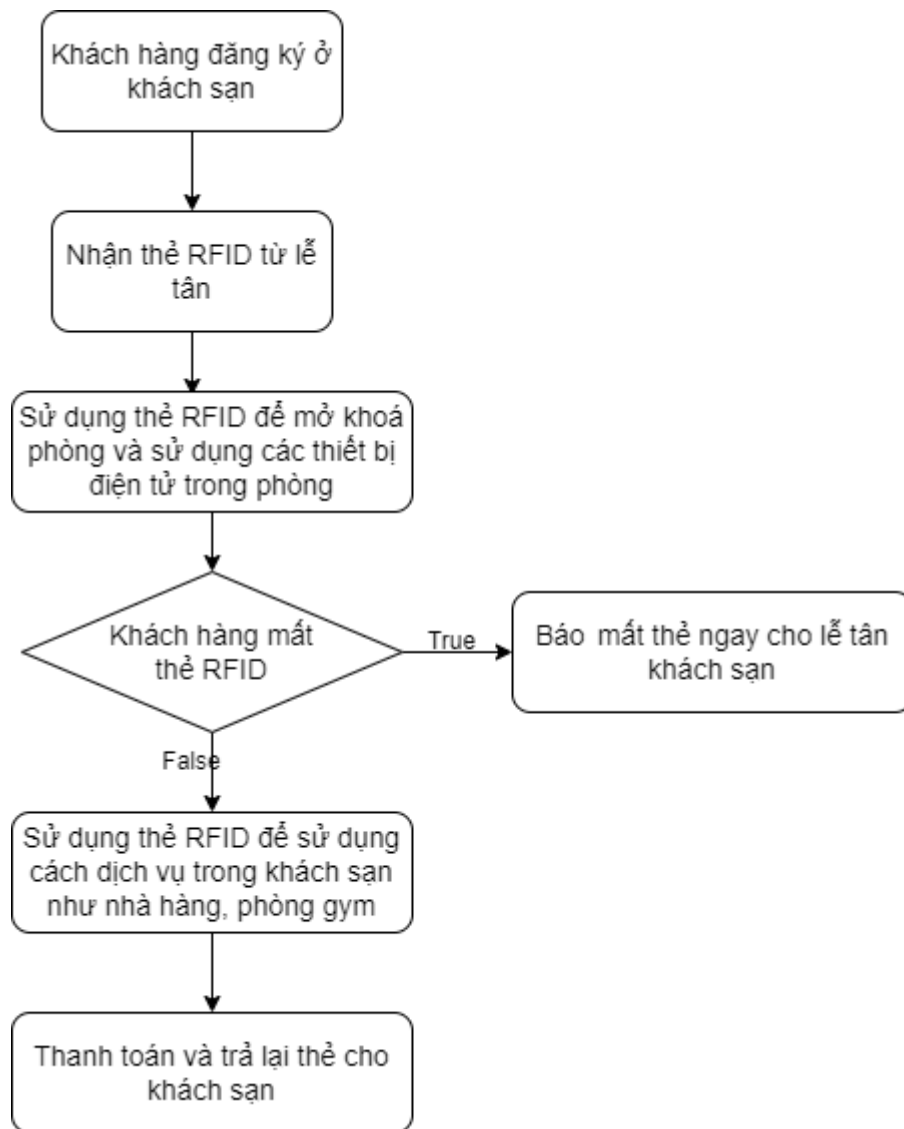 Khách hàng đăng ký ở
khách sạn
Nhận thẻ RFID từ lễ
tân
Sử dụng thẻ RFID để mở khoá
phòng và sử dụng các thiết bị
điện tử trong phòng
Khách hàng mất
thẻ RFID
True
Báo mất thẻ ngay cho lễ tân
khách sạn
False
Sử dụng thẻ RFID để sử dụng
cách dịch vụ trong khách sạn
như nhà hàng, phòng gym
Thanh toán và trả lại thẻ cho
khách sạn